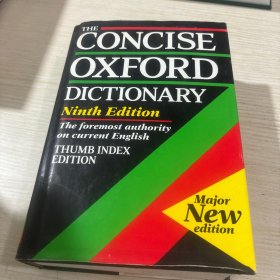 THE
CONCISE
OXFORD
DICTIONARY
Ninth Edition
The foremost authority
on current English
THUMB INDEX
EDITION
Major
New
edition